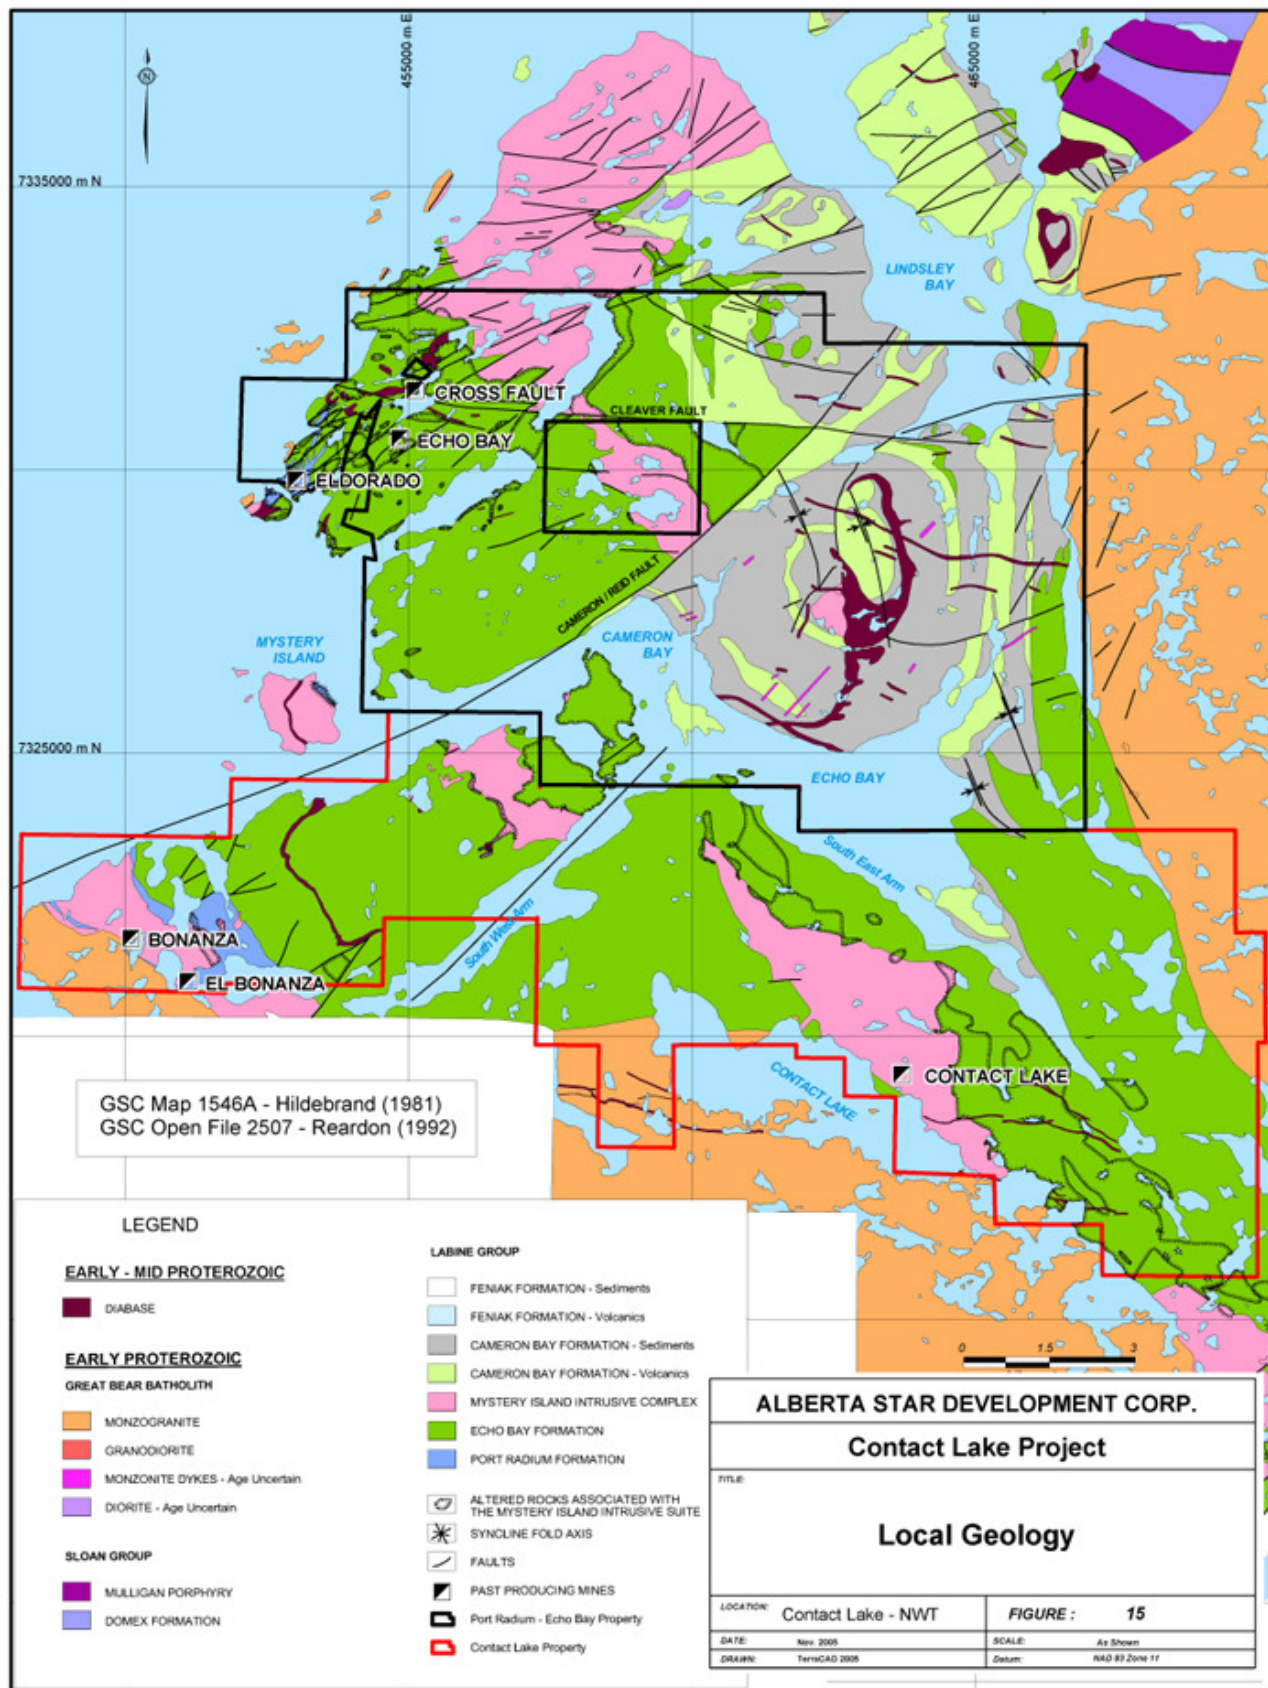 455000 m E
465000 m E
N
7335000 m N
LINDSLEY
BAY
CROSS FAULT
CLEAVER FAULT
ECHO BAY
ELDORADO
CAMERON / REID FAULT
MYSTERY
ISLAND
CAMERON
BAY
7325000 m N
ECHO BAY
South East Arm
South West Arm
BONANZA
EL BONANZA
CONTACT LAKE
CONTACT LAKE
GSC Map 1546A - Hildebrand (1981)
GSC Open File 2507 - Reardon (1992)
0 1.5 3
LEGEND
EARLY - MID PROTEROZOIC
DIABASE
EARLY PROTEROZOIC
GREAT BEAR BATHOLITH
MONZOGRANITE
GRANODIORITE
MONZONITE DYKES - Age Uncertain
DIORITE - Age Uncertain
SLOAN GROUP
MULLIGAN PORPHYRY
DOMEX FORMATION
LABINE GROUP
FENIAK FORMATION - Sediments
FENIAK FORMATION - Volcanics
CAMERON BAY FORMATION - Sediments
CAMERON BAY FORMATION - Volcanics
MYSTERY ISLAND INTRUSIVE COMPLEX
ECHO BAY FORMATION
PORT RADIUM FORMATION
ALTERED ROCKS ASSOCIATED WITH
THE MYSTERY ISLAND INTRUSIVE SUITE
SYNCLINE FOLD AXIS
FAULTS
PAST PRODUCING MINES
Port Radium - Echo Bay Property
Contact Lake Property
ALBERTA STAR DEVELOPMENT CORP.
Contact Lake Project
TITLE:
Local Geology
LOCATION: Contact Lake - NWT FIGURE : 15
DATE: Nov. 2005 SCALE: As Shown
DRAWN: TerraCAD 2005 Datum: NAD 83 Zone 11